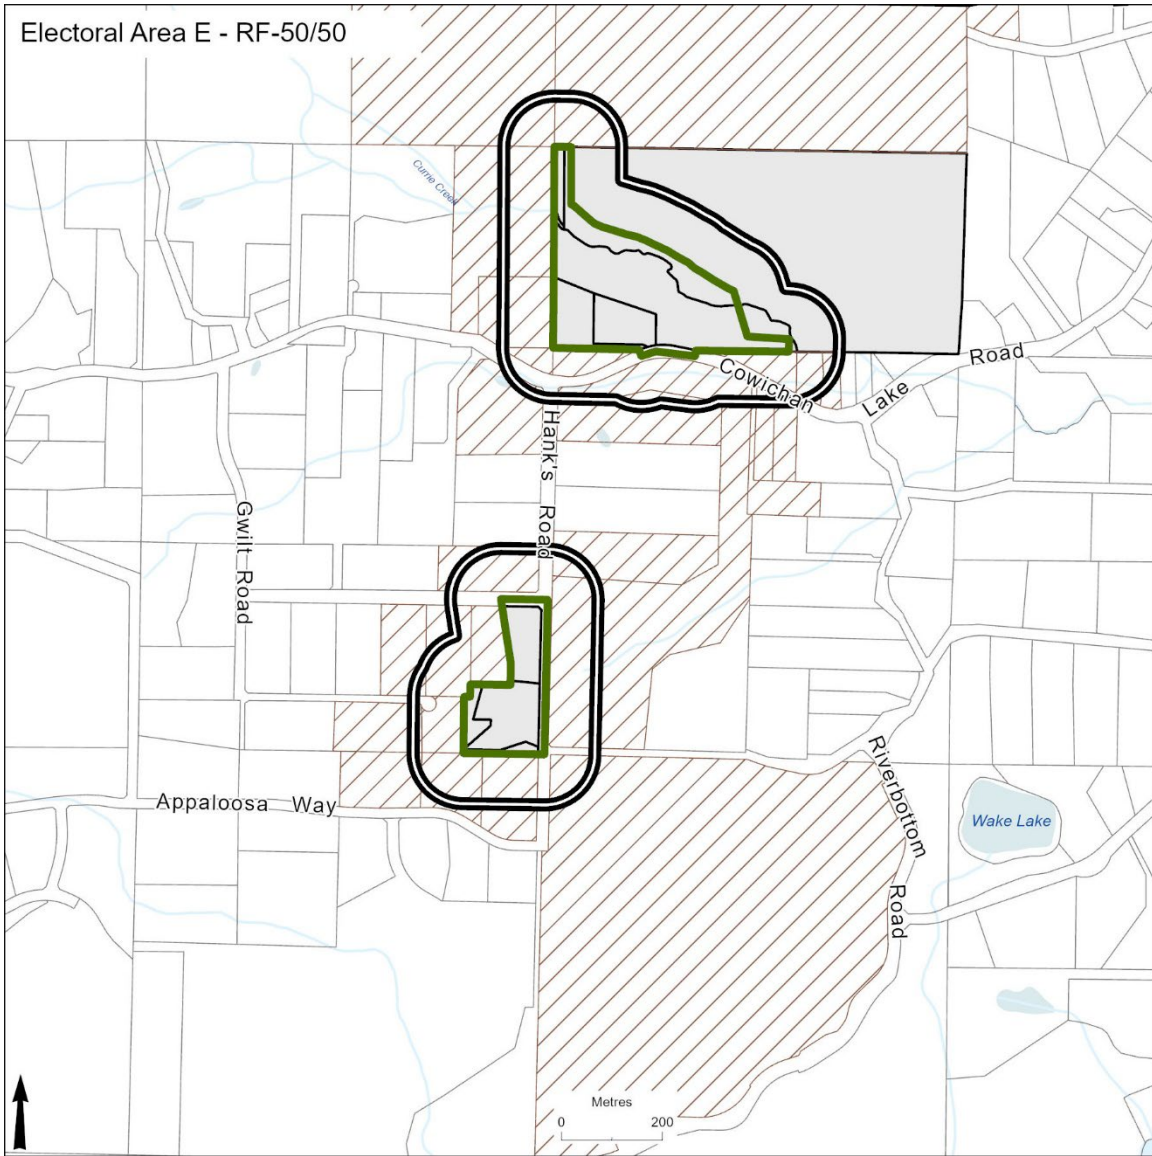 Electoral Area E - RF-50/50
Currie Creek
Cowichan
Lake
Road
Hank's Road
Gwilt Road
Appaloosa Way
Riverbottom
Road
Wake Lake
Metres
0 200